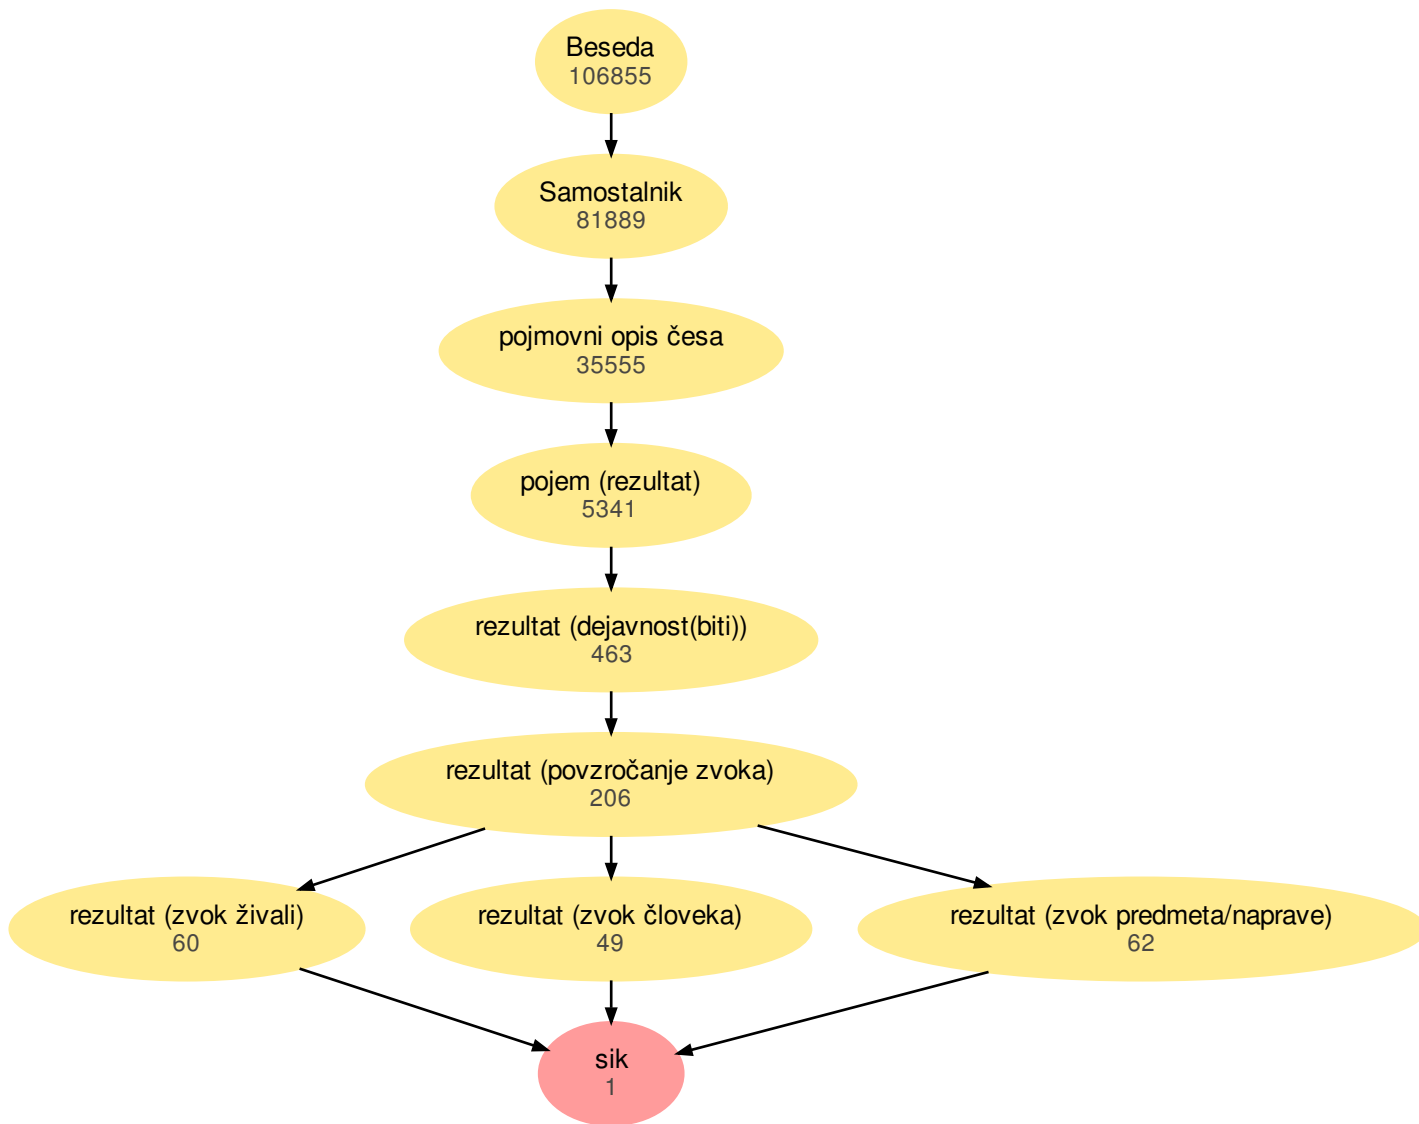 Beseda
106855
Samostalnik
81889
pojmovni opis česa
35555
pojem (rezultat)
5341
rezultat (dejavnost(biti))
463
rezultat (povzročanje zvoka)
206
rezultat (zvok živali)
60
rezultat (zvok človeka)
49
rezultat (zvok predmeta/naprave)
62
sik
1